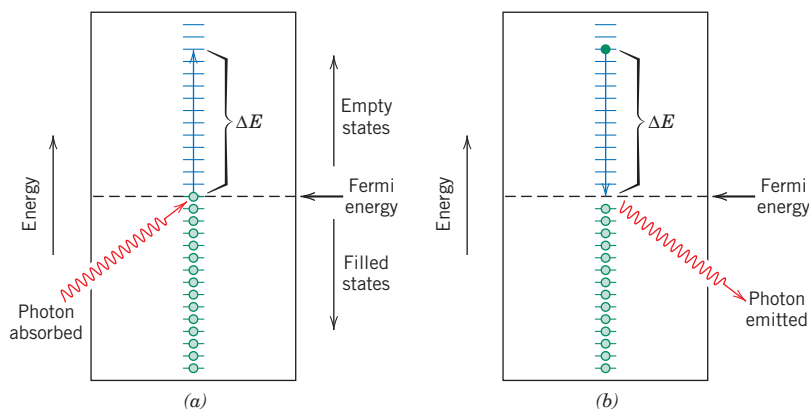 Energy
Photon
absorbed
ΔE
Empty
states
Fermi
energy
Filled
states
(a)
Energy
ΔE
Fermi
energy
Photon
emitted
(b)